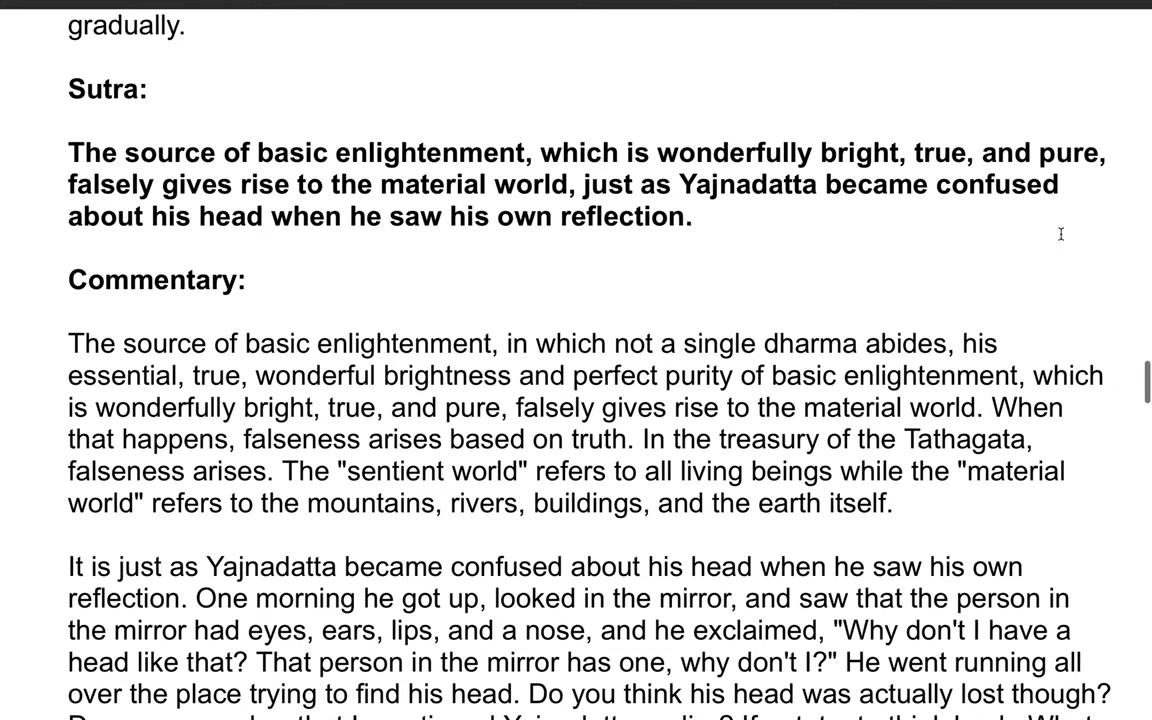 gradually.
Sutra:
The source of basic enlightenment, which is wonderfully bright, true, and pure,
falsely gives rise to the material world, just as Yajnadatta became confused
about his head when he saw his own reflection.
Commentary:
The source of basic enlightenment, in which not a single dharma abides, his
essential, true, wonderful brightness and perfect purity of basic enlightenment, which
is wonderfully bright, true, and pure, falsely gives rise to the material world. When
that happens, falseness arises based on truth. In the treasury of the Tathagata,
falseness arises. The "sentient world" refers to all living beings while the "material
world" refers to the mountains, rivers, buildings, and the earth itself.
It is just as Yajnadatta became confused about his head when he saw his own
reflection. One morning he got up, looked in the mirror, and saw that the person in
the mirror had eyes, ears, lips, and a nose, and he exclaimed, "Why don't I have a
head like that? That person in the mirror has one, why don't I?" He went running all
over the place trying to find his head. Do you think his head was actually lost though?